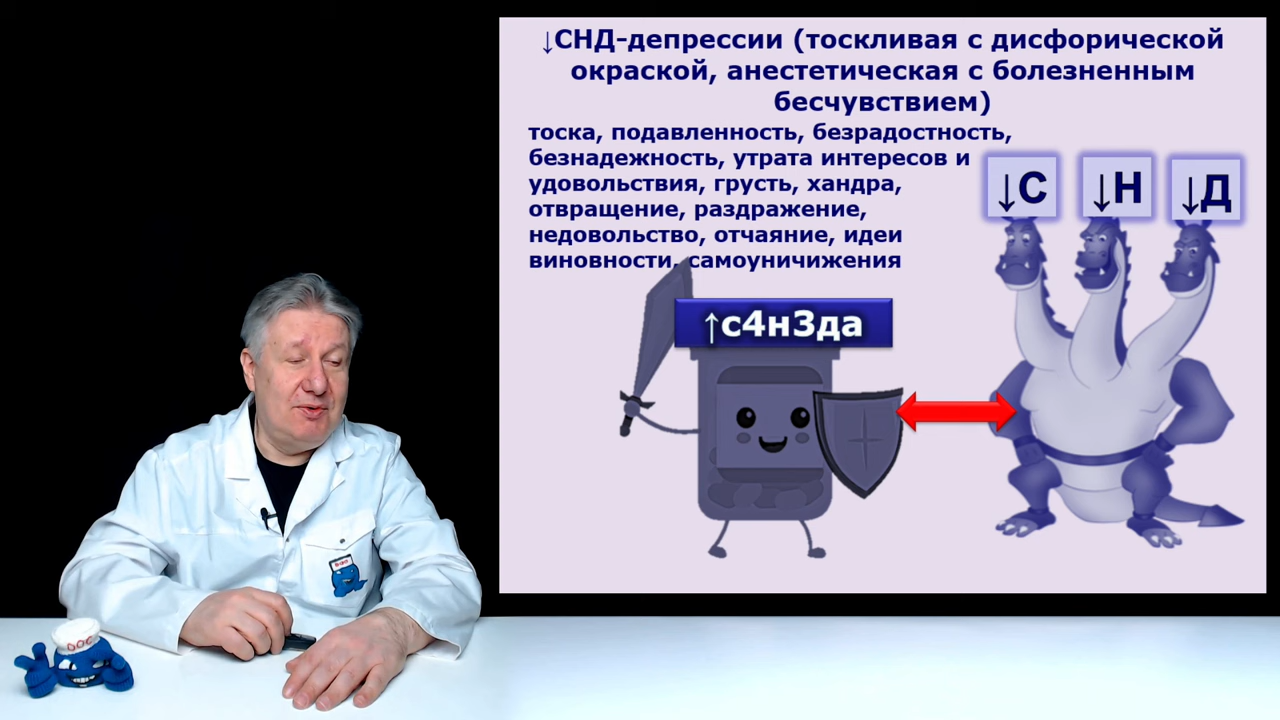 ↓СНД-депрессии (тоскливая с дисфорической
окраской, анестетическая с болезненным
бесчувствием)
тоска, подавленность, безрадостность,
безнадежность, утрата интересов и
удовольствия, грусть, хандра,
отвращение, раздражение,
недовольство, отчаяние, идеи
виновности, самоуничижения
↓С ↓Н ↓Д
↑с4н3да
DOC